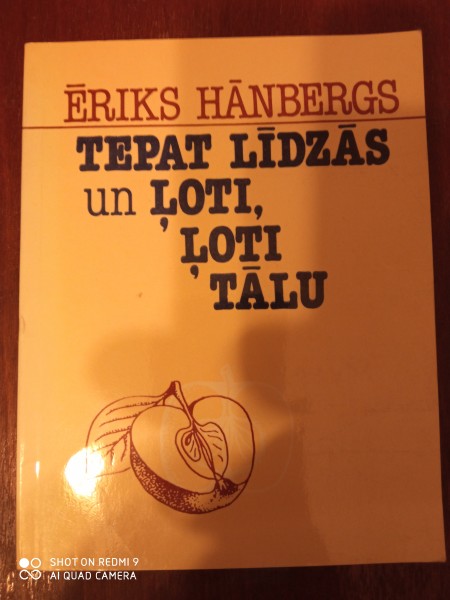 ĒRIKS HĀNBERGS
TEPAT LĪDZĀS
un ĻOTI,
ĻOTI
TĀLU
SHOT ON REDMI 9
AI QUAD CAMERA